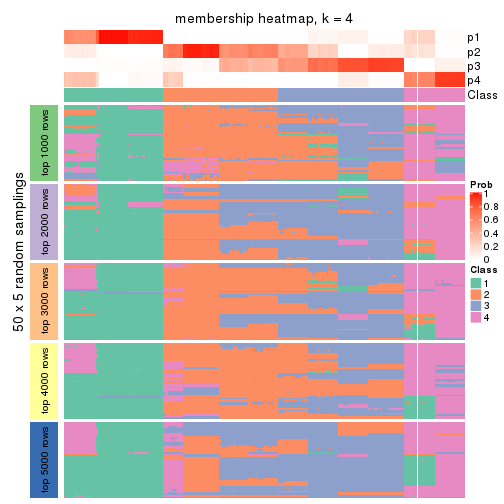 membership heatmap, k = 4
p1
p2
p3
p4
Class
50 x 5 random samplings
top 1000 rows
top 2000 rows
top 3000 rows
top 4000 rows
top 5000 rows
Prob
1
0.8
0.6
0.4
0.2
0
Class
1
2
3
4